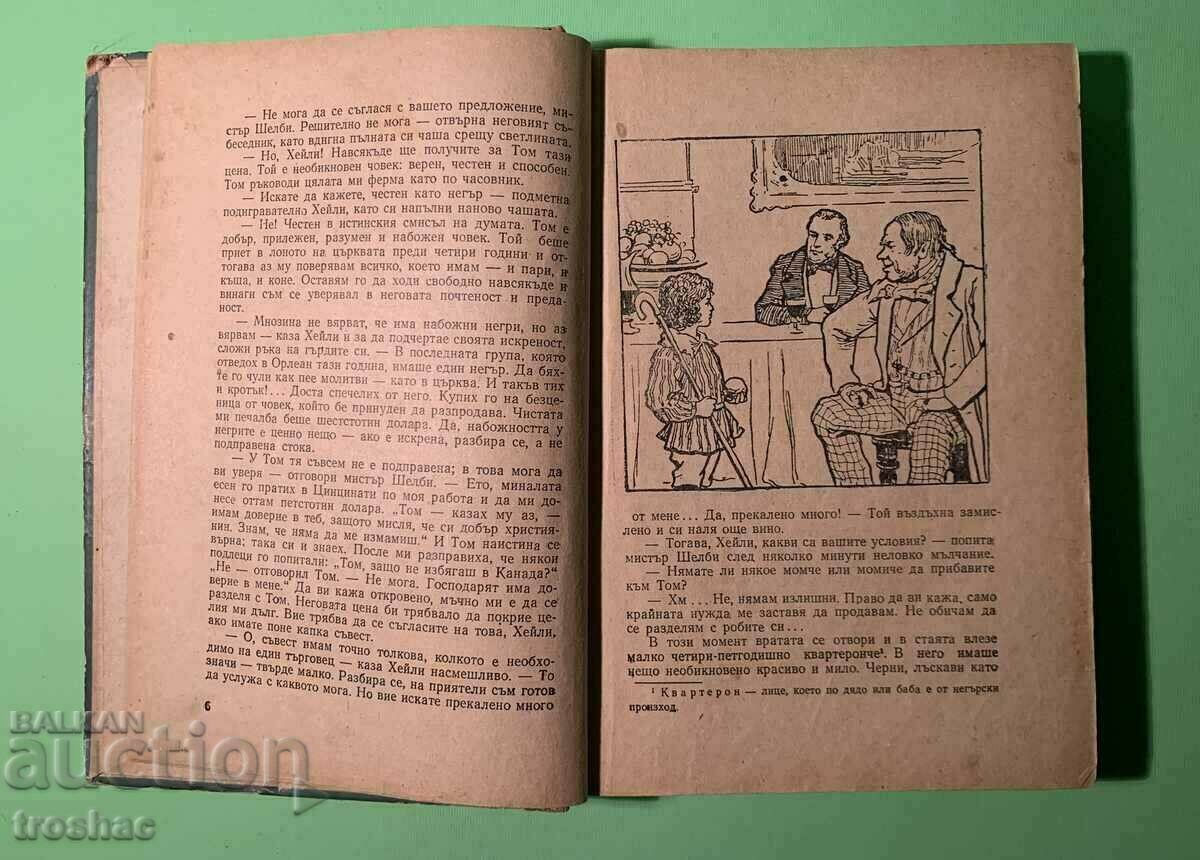 — Не мога да се съглася с вашето предложение, ми-
стър Шелби. Решително не мога — отвърна неговият съ-
беседник, като вдигна пълната си чаша срещу светлината.
— Но, Хейли! Навсякъде ще получите за Том тази
цена. Той е необикновен човек: верен, честен и способен.
Том ръководи цялата ми ферма като по часовник.
— Искате да кажете, честен като негър — подметна
подигравателно Хейли, като си напълни наново чашата.
— Не! Честен в истинския смисъл на думата. Том е
добър, прилежен, разумен и набожен човек. Той беше
приет в лоното на църквата преди четири години и от-
тогава аз му поверявам всичко, което имам — и пари, и
къща, и коне. Оставям го да ходи свободно навсякъде и
винаги съм се уверявал в неговата почтеност и преда-
ност.
— Мнозина не вярват, че има набожни негри, но аз
вярвам — каза Хейли и за да подчертае своята искреност,
сложи ръка на гърдите си. — В последната група, която
отведох в Орлеан тази година, имаше един негър. Да бях-
те го чули как пее молитви — като в църква. И такъв тих
и кротък!... Доста спечелих от него. Купих го на безце-
ница от човек, който бе принуден да разпродава. Чистата
ми печалба беше шестстотин долара. Да, набожността у
негрите е ценно нещо — ако е искрена, разбира се, а не
подправена стока.
— У Том тя съвсем не е подправена; в това мога да
ви уверя — отговори мистър Шелби. — Ето, миналата
есен го пратих в Цинцинати по моя работа и да ми до-
несе оттам петстотин долара. „Том — казах му аз, —
имам доверие в теб, защото мисля, че си добър христия-
нин. Знам, че няма да ме измамиш.“ И Том наистина се
върна; така си и знаех. После ми разправиха, че някои
подлеци го попитали: „Том, защо не избягаш в Канада?“
„Не — отговорил Том. — Не мога. Господарят има до-
верие в мене.“ Да ви кажа откровено, мъчно ми е да се
разделя с Том. Неговата цена би трябвало да покрие це-
лия ми дълг. Вие трябва да се съгласите на това, Хейли,
ако имате поне капка съвест.
— О, съвест имам точно толкова, колкото е необхо-
димо на един търговец — каза Хейли насмешливо. — То
значи — твърде малко. Разбира се, на приятели съм готов
да услужа с каквото мога. Но вие искате прекалено много
6
от мене... Да, прекалено много! — Той въздъхна замис-
лено и си наля още вино.
— Тогава, Хейли, какви са вашите условия? — попита
мистър Шелби след няколко минути неловко мълчание.
— Нямате ли някое момче или момиче да прибавите
към Том?
— Хм... Не, нямам излишни. Право да ви кажа, само
крайната нужда ме заставя да продавам. Не обичам да
се разделям с робите си...
В този момент вратата се отвори и в стаята влезе
малко четири-петгодишно квартеронче¹. В него имаше
нещо необикновено красиво и мило. Черни, лъскави като
¹ Квартерон — лице, което по дядо или баба е от негърски
произход.
BALKAN
auction
troshac